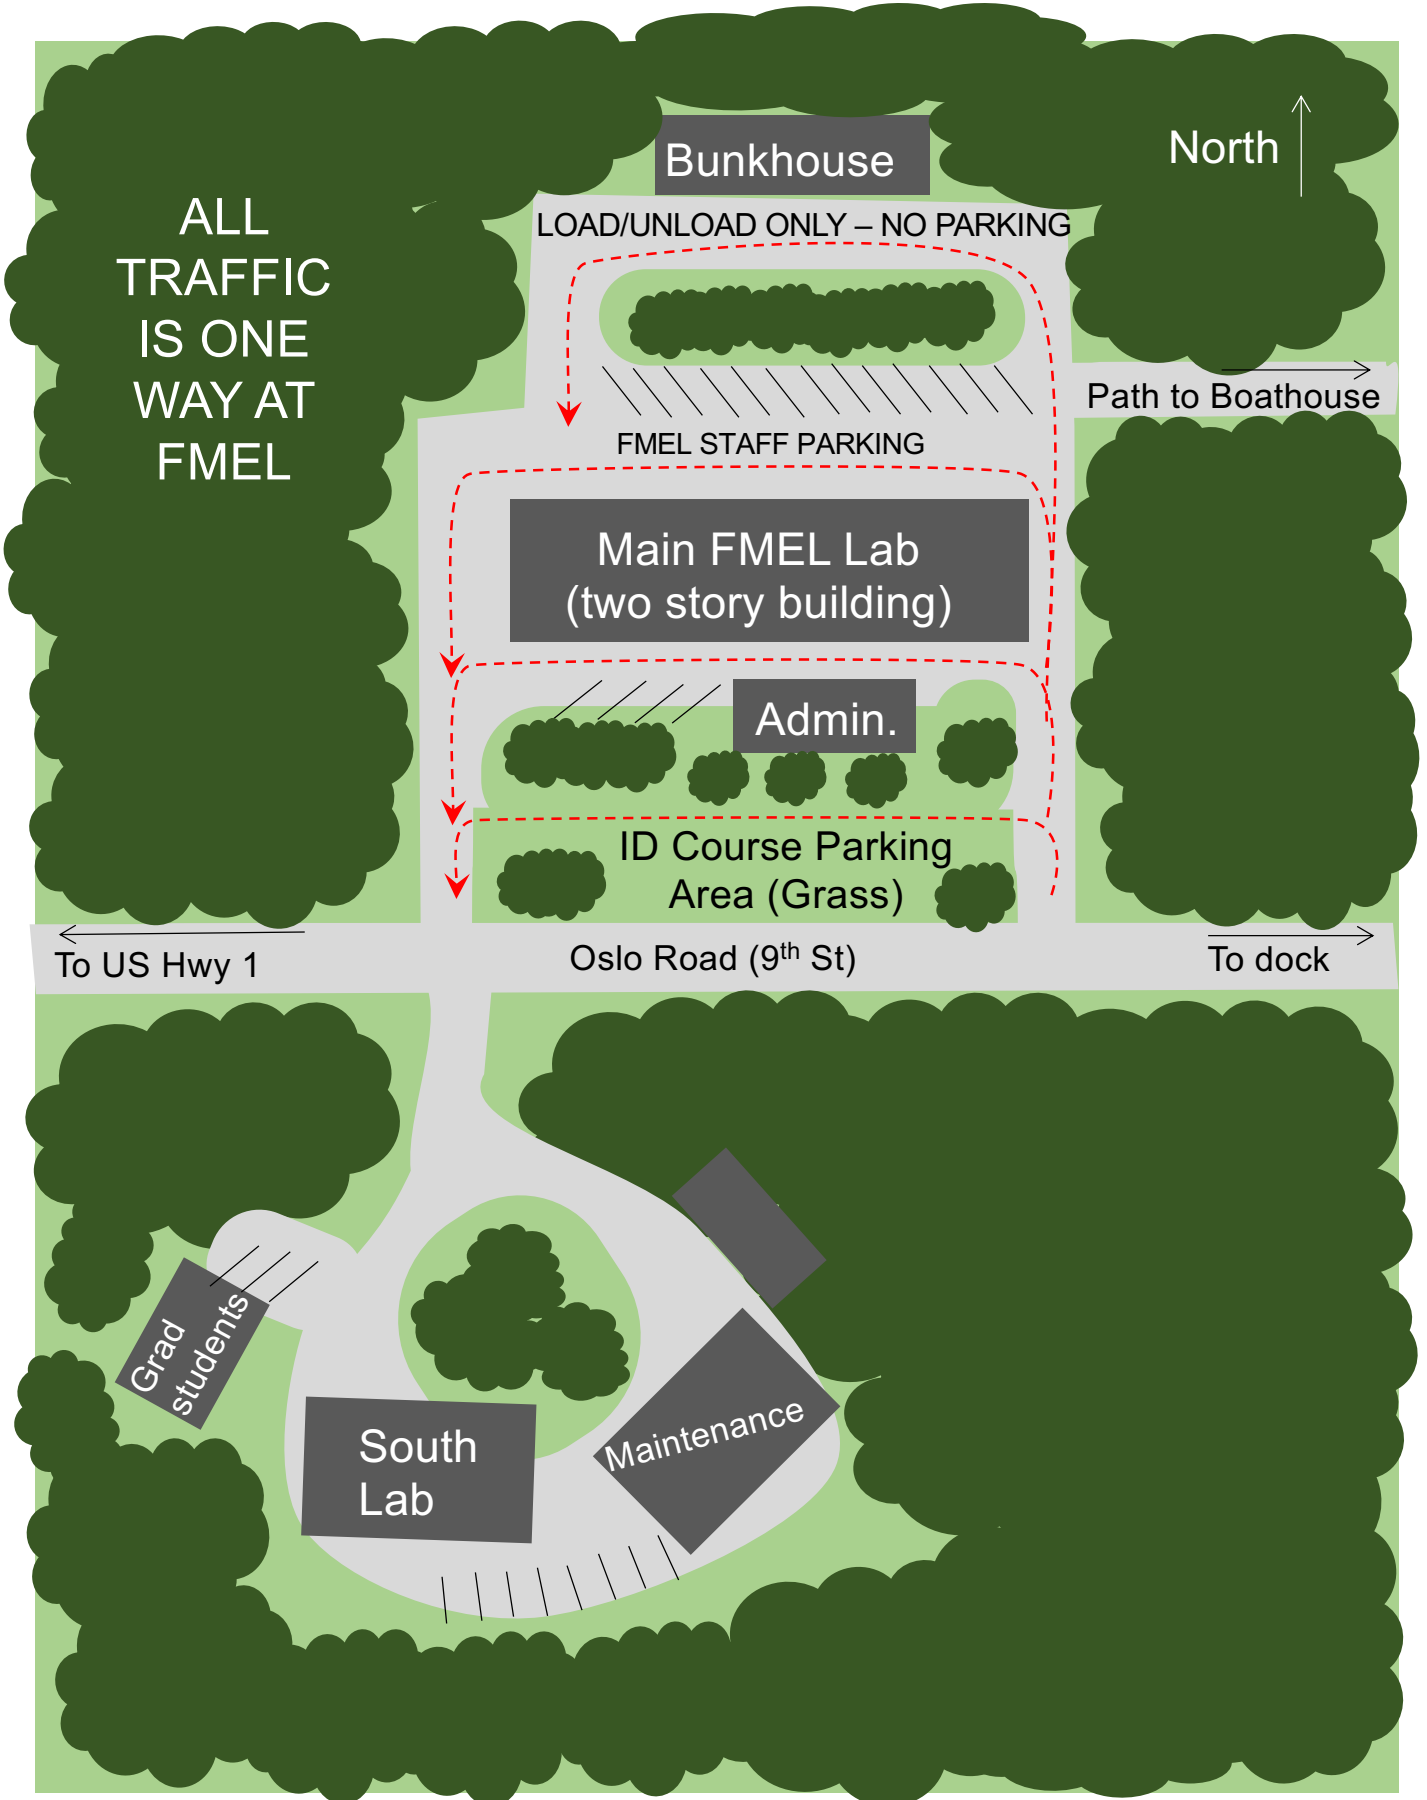 Bunkhouse
North
LOAD/UNLOAD ONLY – NO PARKING
ALL
TRAFFIC
IS ONE
WAY AT
FMEL
Path to Boathouse
FMEL STAFF PARKING
Main FMEL Lab
(two story building)
Admin.
ID Course Parking
Area (Grass)
To US Hwy 1
Oslo Road (9th St)
To dock
Grad
students
South
Lab
Maintenance